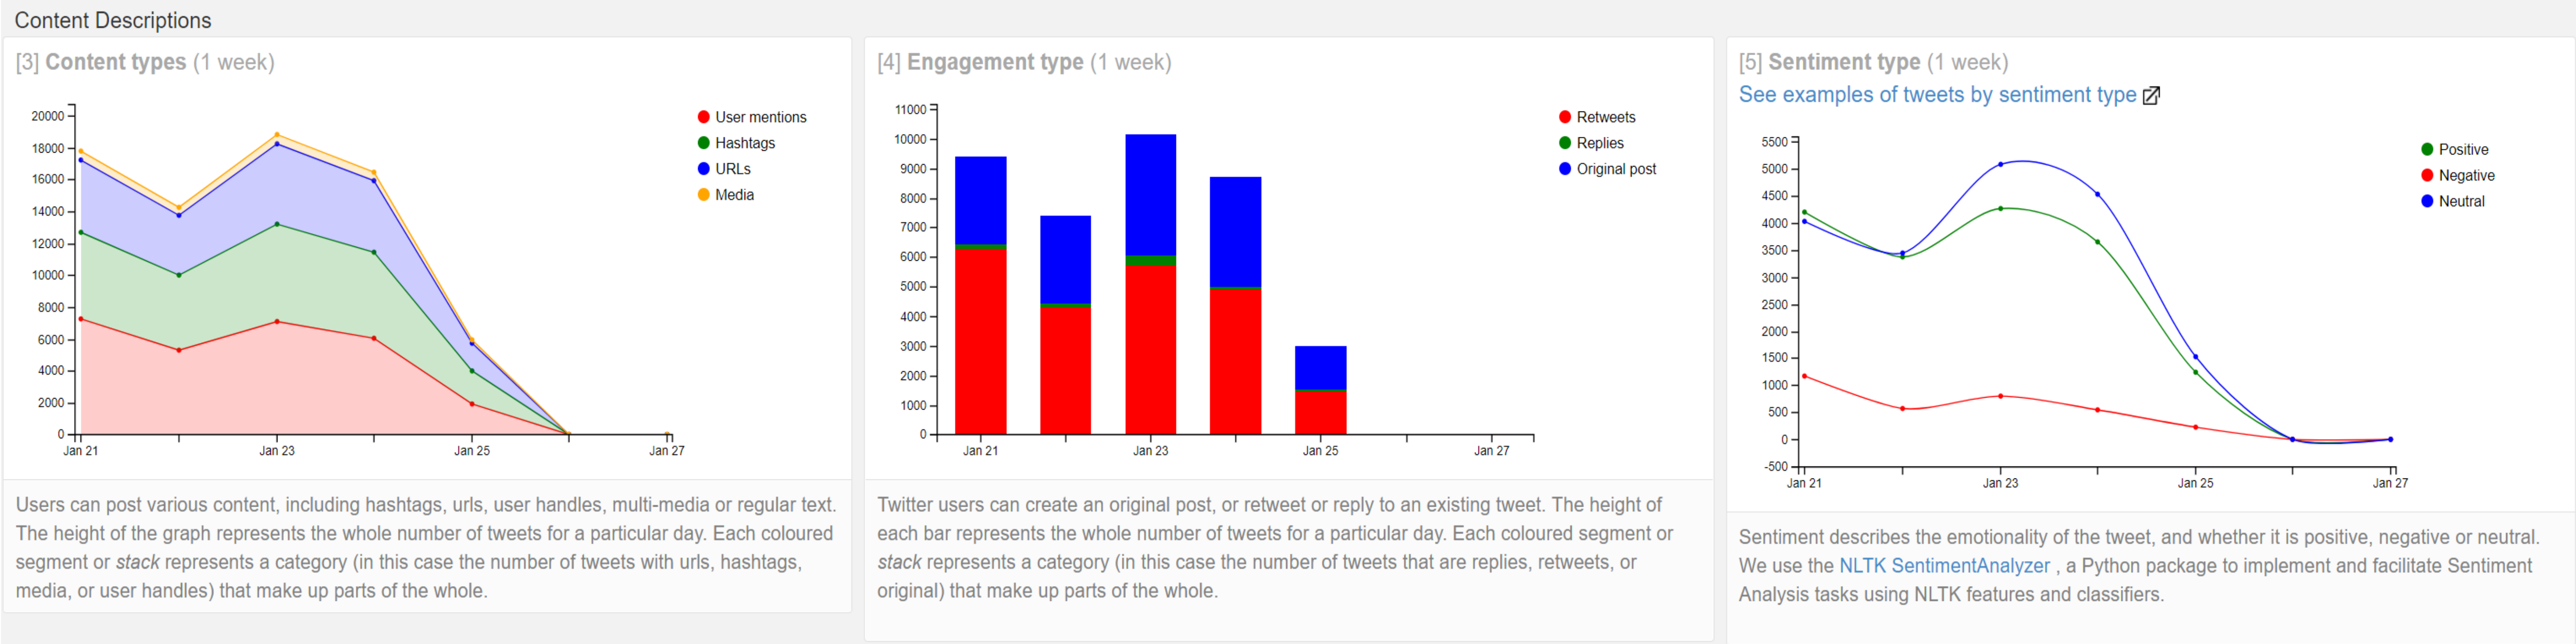 Content Descriptions
[3] Content types (1 week)
20000
18000
16000
14000
12000
10000
8000
6000
4000
2000
0
Jan 21
Jan 23
Jan 25
Jan 27
User mentions
Hashtags
URLs
Media
Users can post various content, including hashtags, urls, user handles, multi-media or regular text.
The height of the graph represents the whole number of tweets for a particular day. Each coloured
segment or stack represents a category (in this case the number of tweets with urls, hashtags,
media, or user handles) that make up parts of the whole.
[4] Engagement type (1 week)
11000
10000
9000
8000
7000
6000
5000
4000
3000
2000
1000
0
Jan 21
Jan 23
Jan 25
Jan 27
Retweets
Replies
Original post
Twitter users can create an original post, or retweet or reply to an existing tweet. The height of
each bar represents the whole number of tweets for a particular day. Each coloured segment or
stack represents a category (in this case the number of tweets that are replies, retweets, or
original) that make up parts of the whole.
[5] Sentiment type (1 week)
See examples of tweets by sentiment type
5500
5000
4500
4000
3500
3000
2500
2000
1500
1000
500
0
-500
Jan 21
Jan 23
Jan 25
Jan 27
Positive
Negative
Neutral
Sentiment describes the emotionality of the tweet, and whether it is positive, negative or neutral.
We use the NLTK SentimentAnalyzer , a Python package to implement and facilitate Sentiment
Analysis tasks using NLTK features and classifiers.